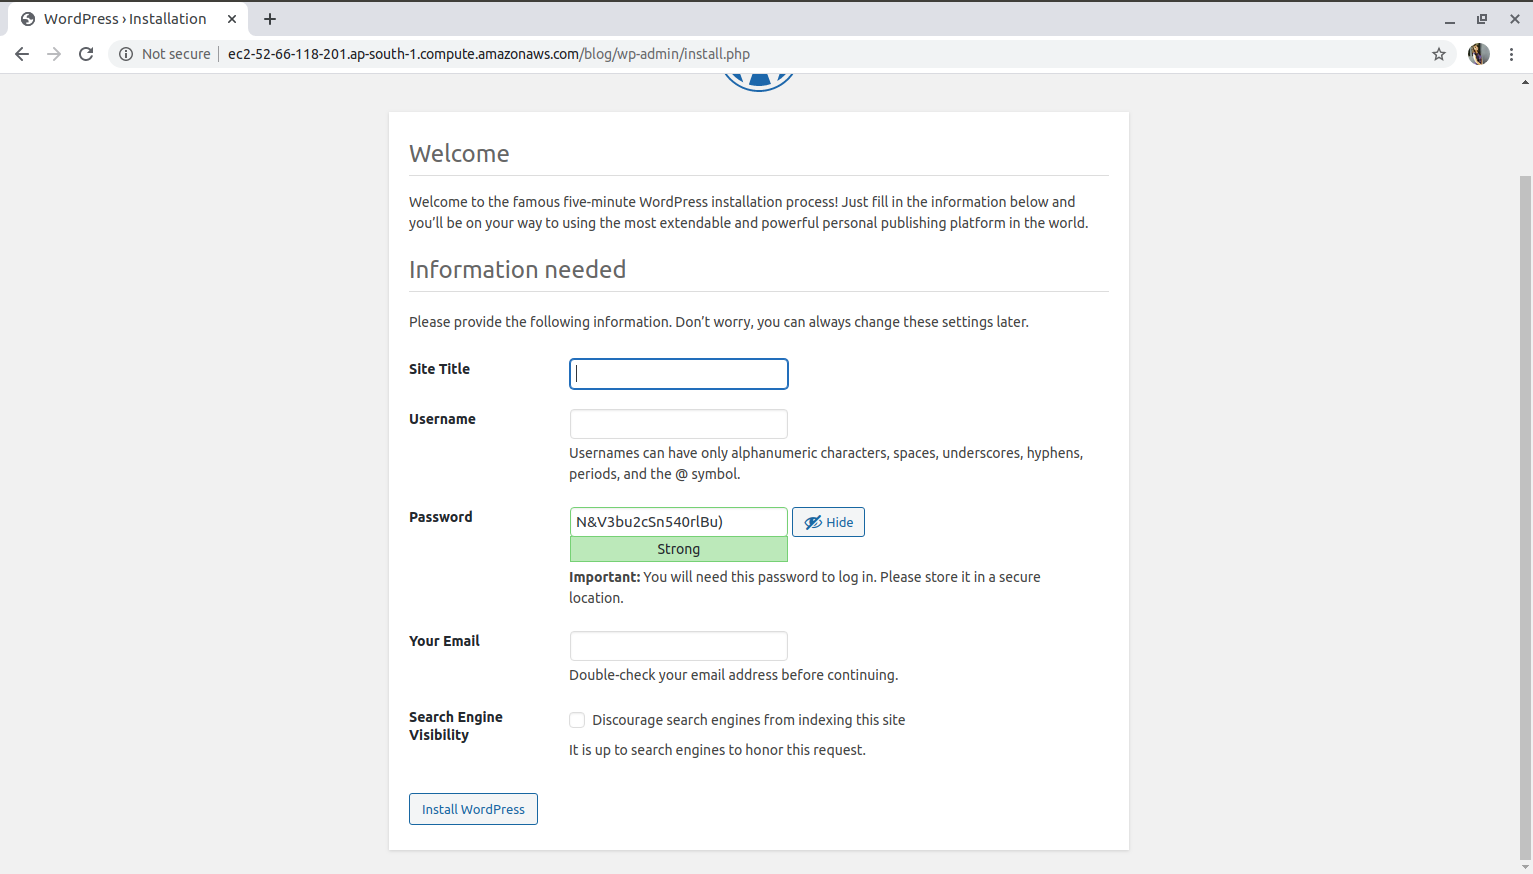 WordPress › Installation
Not secure
ec2-52-66-118-201.ap-south-1.compute.amazonaws.com/blog/wp-admin/install.php
Welcome
Welcome to the famous five-minute WordPress installation process! Just fill in the information below and
you’ll be on your way to using the most extendable and powerful personal publishing platform in the world.
Information needed
Please provide the following information. Don’t worry, you can always change these settings later.
Site Title
Username
Usernames can have only alphanumeric characters, spaces, underscores, hyphens,
periods, and the @ symbol.
Password
N&V3bu2cSn540rlBu)
Hide
Strong
Important: You will need this password to log in. Please store it in a secure
location.
Your Email
Double-check your email address before continuing.
Search Engine
Visibility
Discourage search engines from indexing this site
It is up to search engines to honor this request.
Install WordPress